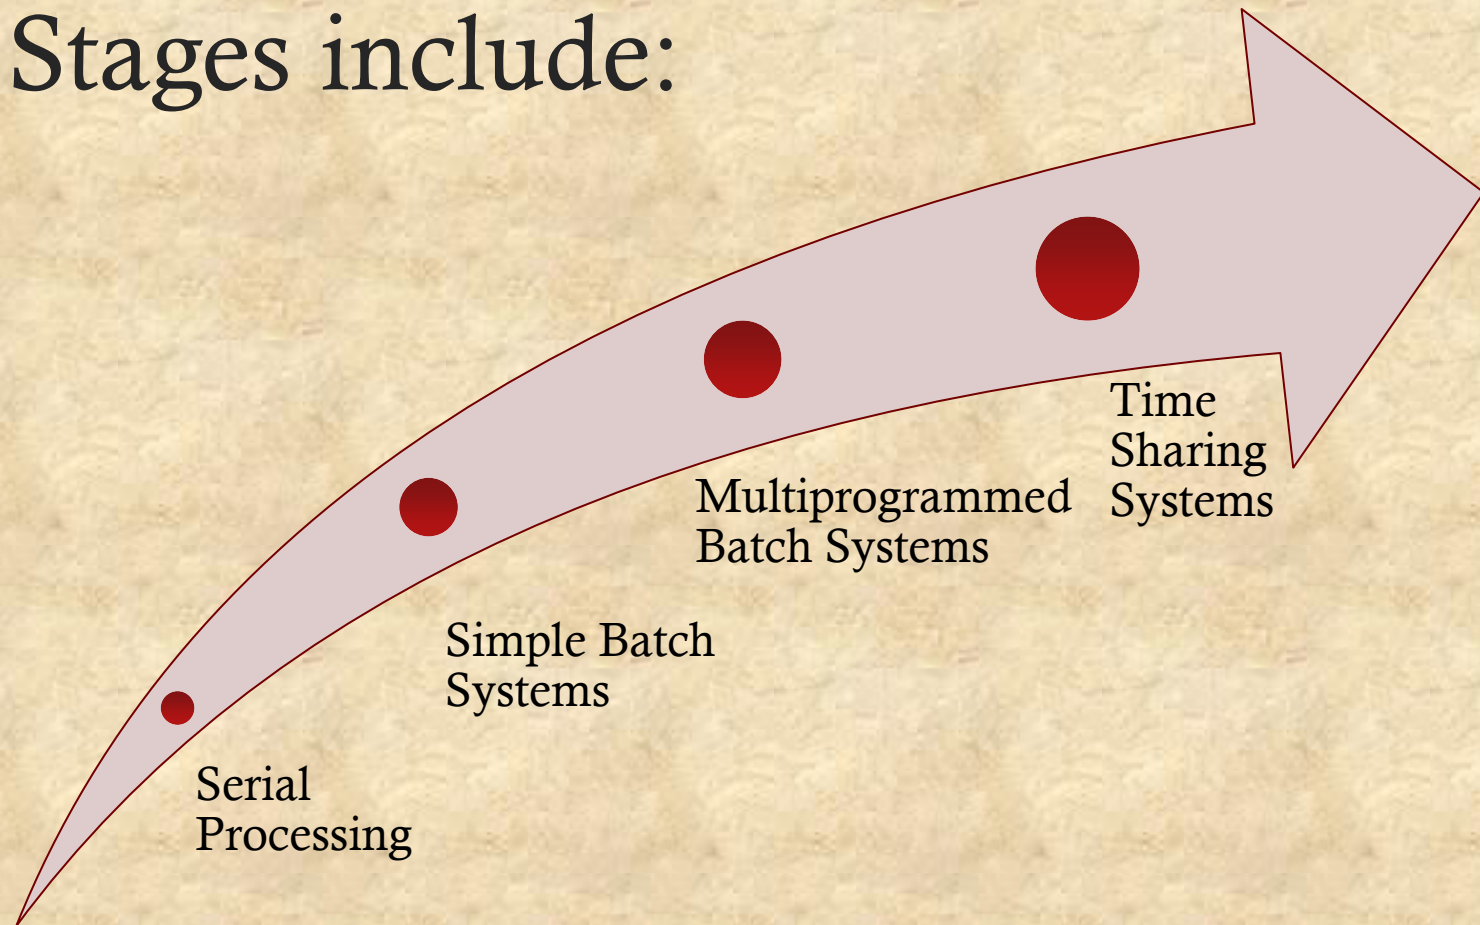 Stages include:
Serial
Processing
Simple Batch
Systems
Multiprogrammed
Batch Systems
Time
Sharing
Systems